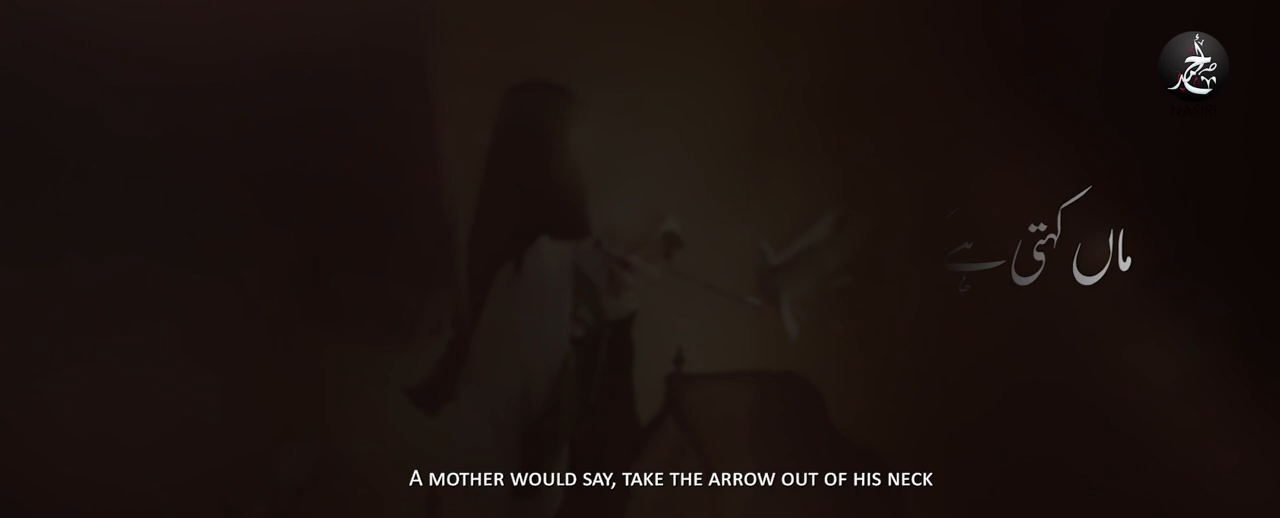 ماں کہتی ہے
A MOTHER WOULD SAY, TAKE THE ARROW OUT OF HIS NECK